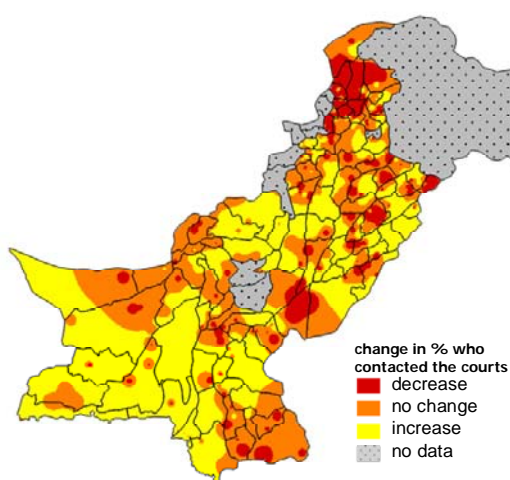 change in % who
contacted the courts
decrease
no change
increase
no data